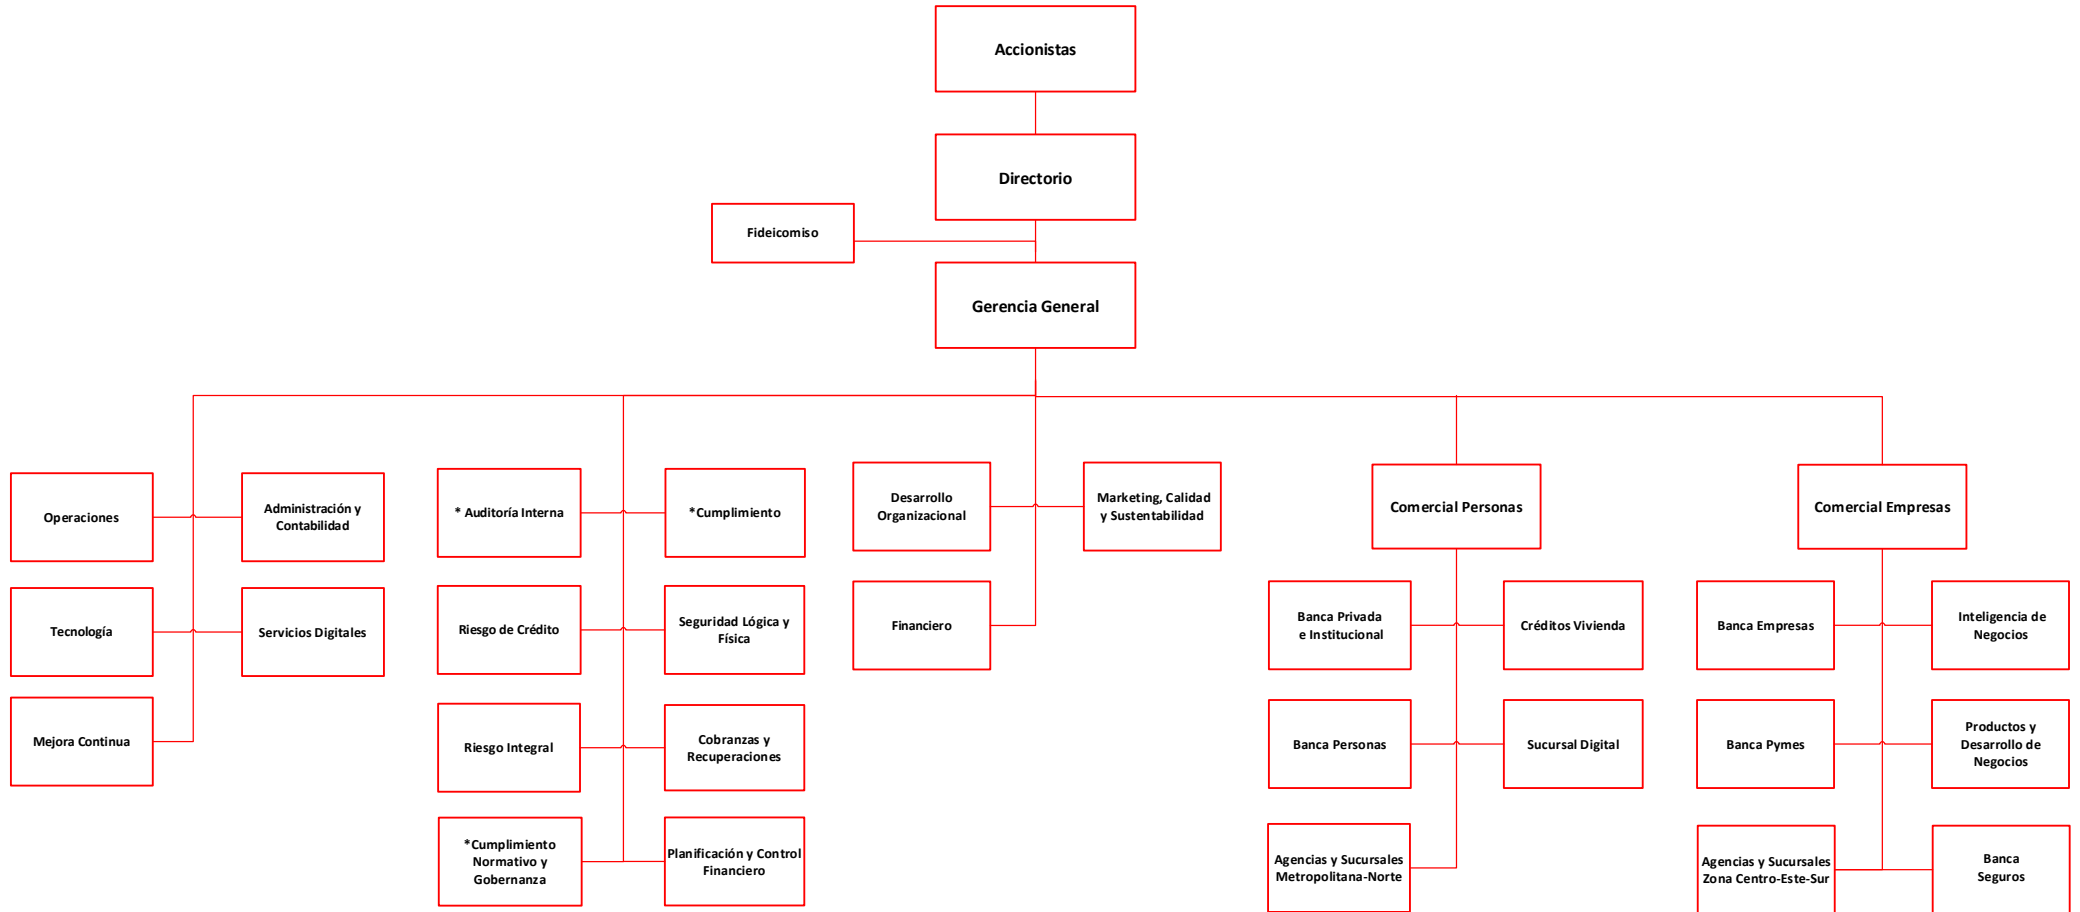 Accionistas
Directorio
Fideicomiso
Gerencia General
Operaciones
Administración y
Contabilidad
Tecnología
Servicios Digitales
Mejora Continua
* Auditoría Interna
*Cumplimiento
Riesgo de Crédito
Seguridad Lógica y
Física
Riesgo Integral
Cobranzas y
Recuperaciones
*Cumplimiento
Normativo y
Gobernanza
Planificación y Control
Financiero
Desarrollo
Organizacional
Marketing, Calidad
y Sustentabilidad
Financiero
Comercial Personas
Banca Privada
e Institucional
Créditos Vivienda
Banca Personas
Sucursal Digital
Agencias y Sucursales
Metropolitana-Norte
Comercial Empresas
Banca Empresas
Inteligencia de
Negocios
Banca Pymes
Productos y
Desarrollo de
Negocios
Agencias y Sucursales
Zona Centro-Este-Sur
Banca
Seguros